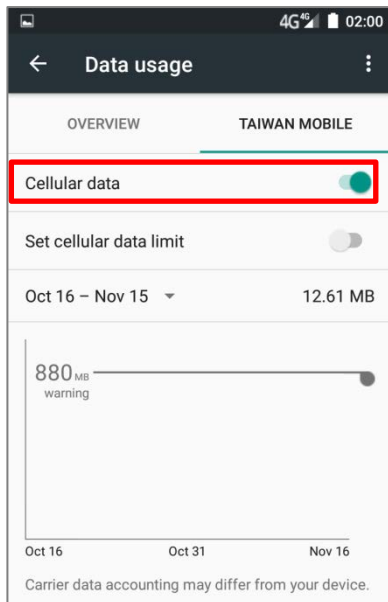 4G 4G 02:00
Data usage
OVERVIEW TAIWAN MOBILE
Cellular data
Set cellular data limit
Oct 16 – Nov 15 12.61 MB
880 MB
warning
Oct 16 Oct 31 Nov 16
Carrier data accounting may differ from your device.